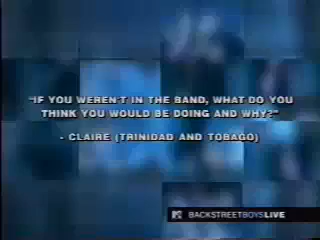 "IF YOU WEREN'T IN THE BAND, WHAT DO YOU
THINK YOU WOULD BE DOING AND WHY?"
- CLAIRE (TRINIDAD AND TOBAGO)
BACKSTREETBOYSLIVE